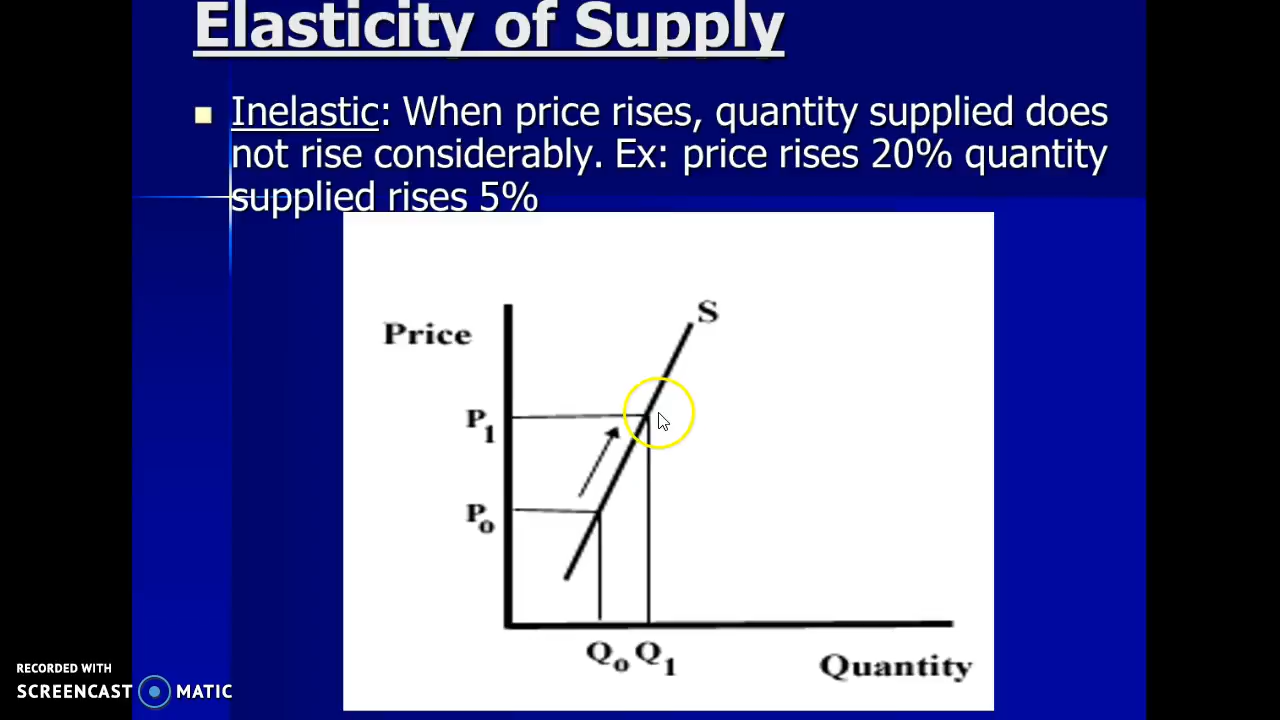 Elasticity of Supply
Inelastic: When price rises, quantity supplied does
not rise considerably. Ex: price rises 20% quantity
supplied rises 5%
S
Price
P1
P0
Q0 Q1
Quantity
RECORDED WITH
SCREENCAST MATIC